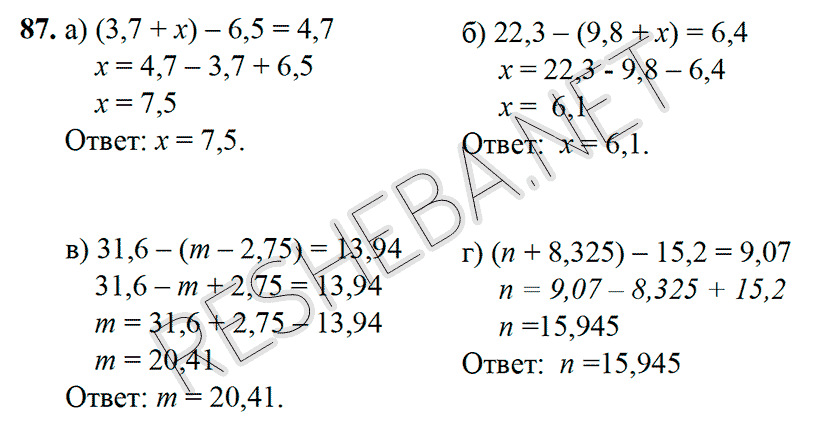 87. а) (3,7 + x) – 6,5 = 4,7
x = 4,7 – 3,7 + 6,5
x = 7,5
Ответ: x = 7,5.
б) 22,3 – (9,8 + x) = 6,4
x = 22,3 - 9,8 – 6,4
x = 6,1
Ответ: x = 6,1.
в) 31,6 – (m – 2,75) = 13,94
31,6 – m + 2,75 = 13,94
m = 31,6 + 2,75 – 13,94
m = 20,41
Ответ: m = 20,41.
г) (n + 8,325) – 15,2 = 9,07
n = 9,07 – 8,325 + 15,2
n =15,945
Ответ: n =15,945
RESHEBA.NET